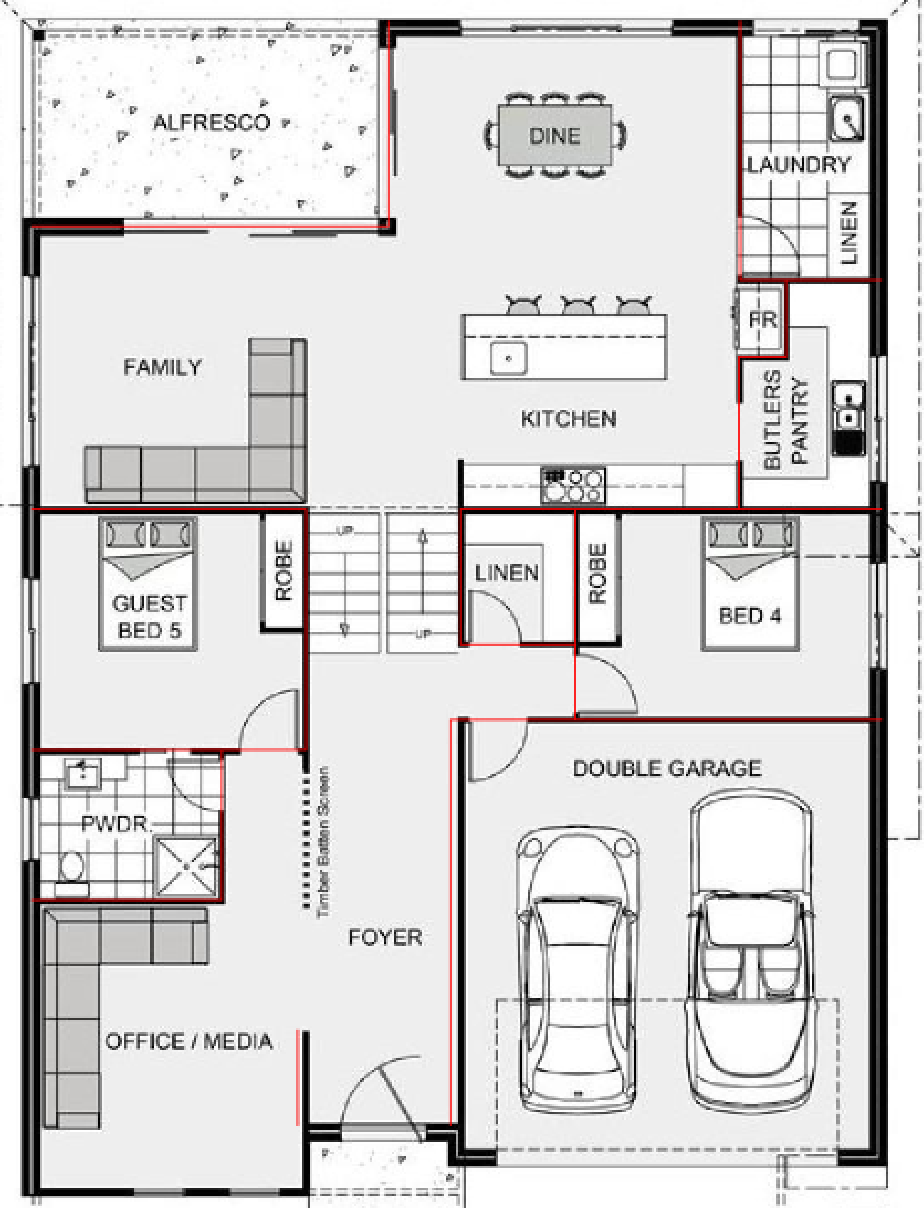 ALFRESCO
DINE
LAUNDRY
LINEN
FR
FAMILY
KITCHEN
BUTLERS
PANTRY
UP
UP
ROBE
GUEST
BED 5
LINEN
ROBE
BED 4
PWDR.
Timber Batten Screen
DOUBLE GARAGE
FOYER
OFFICE / MEDIA